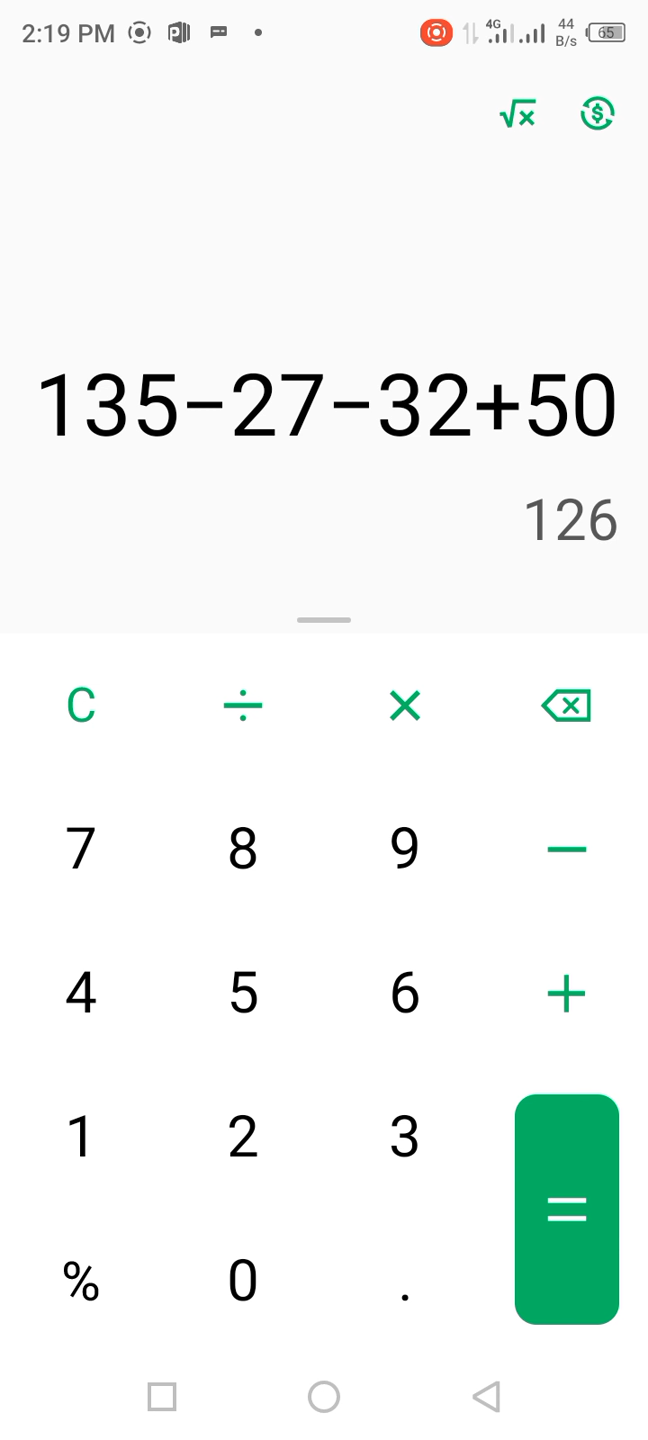 2:19 PM 4G 44 B/s 65
√x $
135−27−32+50
126
C ÷ ×
7 8 9 −
4 5 6 +
1 2 3
=
% 0 .